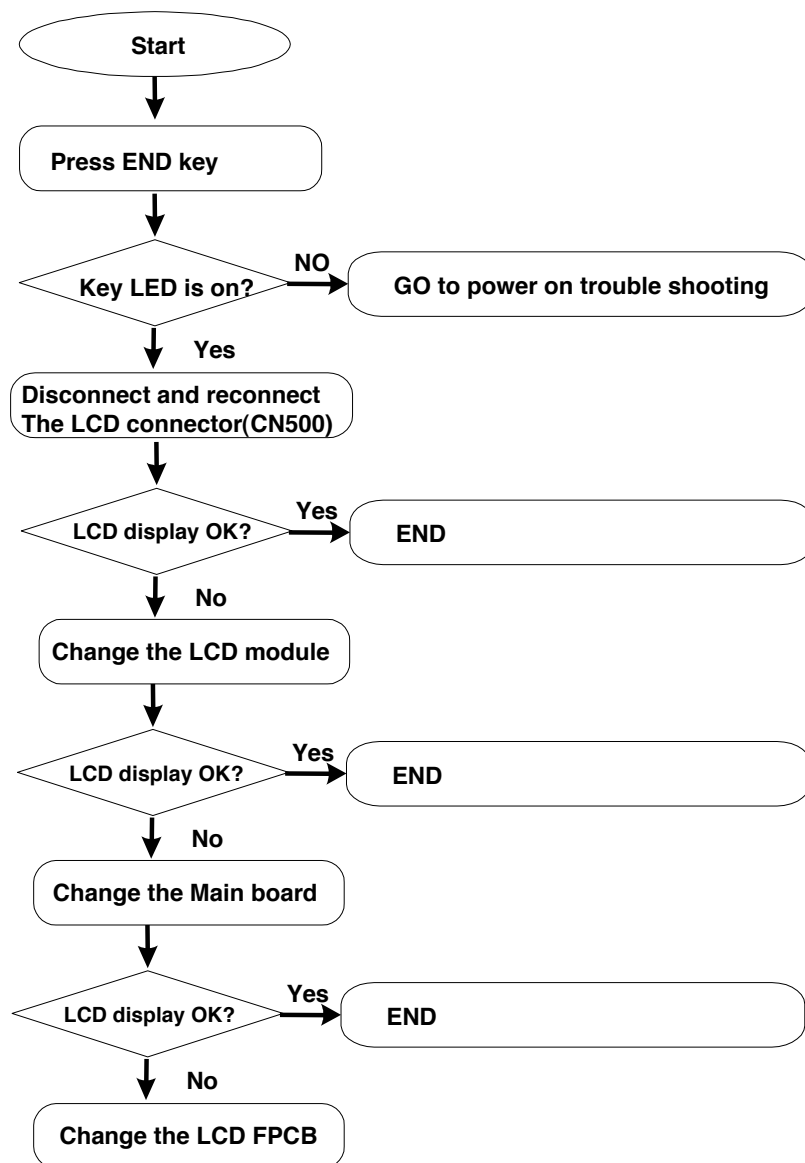 Start
Press END key
Key LED is on?
NO
GO to power on trouble shooting
Yes
Disconnect and reconnect
The LCD connector(CN500)
LCD display OK?
Yes
END
No
Change the LCD module
LCD display OK?
Yes
END
No
Change the Main board
LCD display OK?
Yes
END
No
Change the LCD FPCB